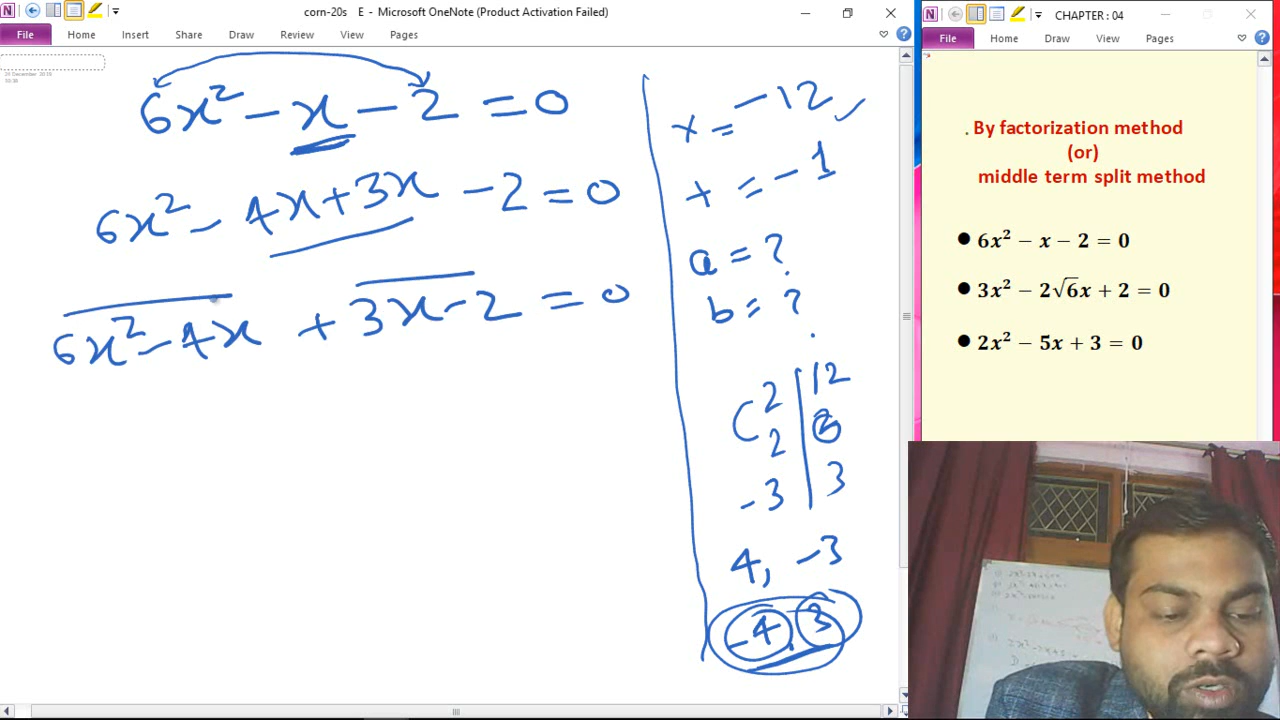 corn-20s E - Microsoft OneNote (Product Activation Failed)
File Home Insert Share Draw Review View Pages
6x² - x - 2 = 0
6x² - 4x + 3x - 2 = 0
6x² - 4x + 3x - 2 = 0
× = -12 ✓
+ = -1
a = ?
b = ?
2 | 12
2 | 6
-3 | 3
4, -3
-4, 3
CHAPTER : 04
File Home Draw View Pages
. By factorization method
(or)
middle term split method
● 6x² − x − 2 = 0
● 3x² − 2√6x + 2 = 0
● 2x² − 5x + 3 = 0